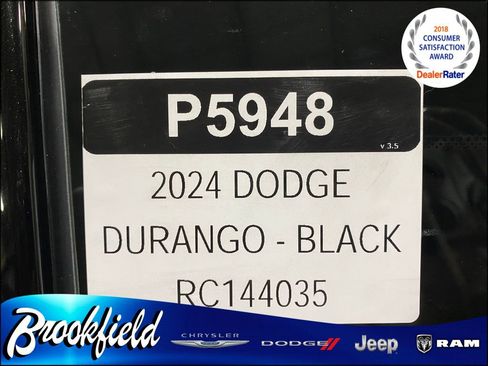 2018
CONSUMER
SATISFACTION
AWARD
DealerRater
P5948
v 3.5
2024 DODGE
DURANGO - BLACK
RC144035
Brookfield
CHRYSLER
DODGE
Jeep
RAM